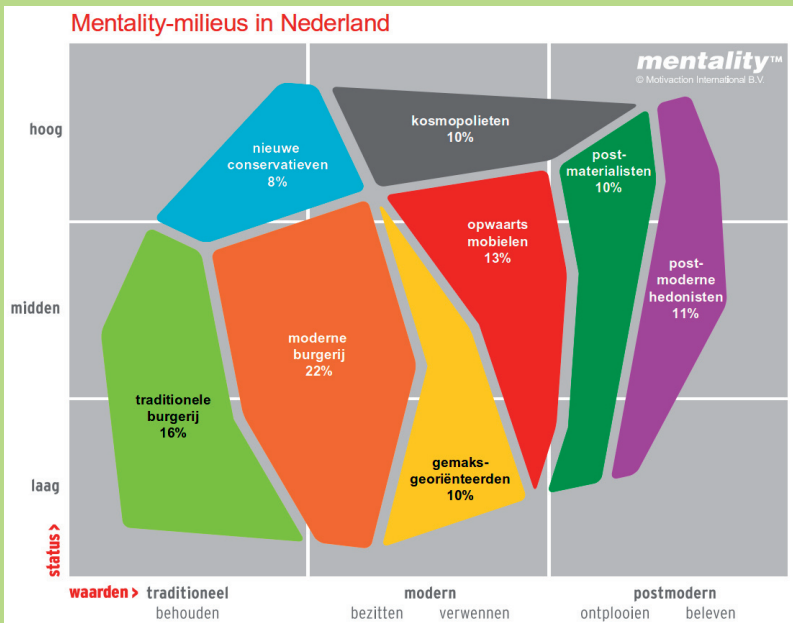 Mentality-milieus in Nederland
mentality™
© Motivaction International B.V.
hoog
midden
laag
status >
nieuwe
conservatieven
8%
kosmopolieten
10%
post-
materialisten
10%
opwaarts
mobielen
13%
post-
moderne
hedonisten
11%
moderne
burgerij
22%
traditionele
burgerij
16%
gemaks-
georiënteerden
10%
waarden > traditioneel modern postmodern
behouden bezitten verwennen ontplooien beleven